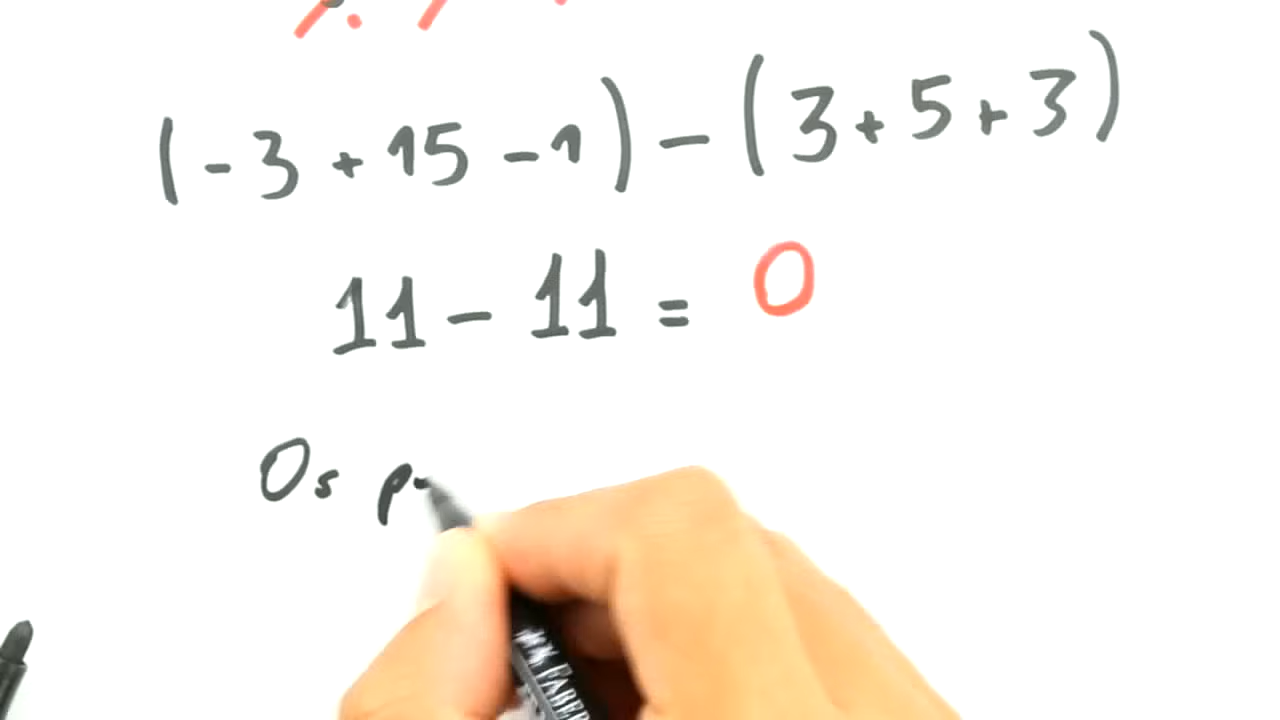 (-3 + 15 - 1) - (3 + 5 + 3)
11 - 11 = 0
Os